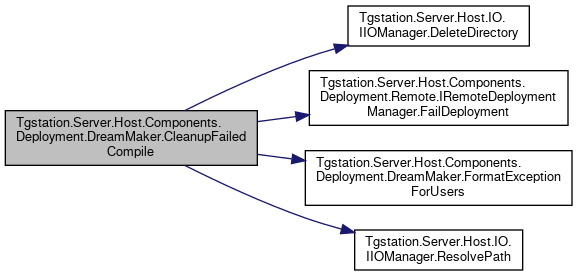 Tgstation.Server.Host.IO.
IIOManager.DeleteDirectory
Tgstation.Server.Host.Components.
Deployment.Remote.IRemoteDeployment
Manager.FailDeployment
Tgstation.Server.Host.Components.
Deployment.DreamMaker.CleanupFailed
Compile
Tgstation.Server.Host.Components.
Deployment.DreamMaker.FormatException
ForUsers
Tgstation.Server.Host.IO.
IIOManager.ResolvePath